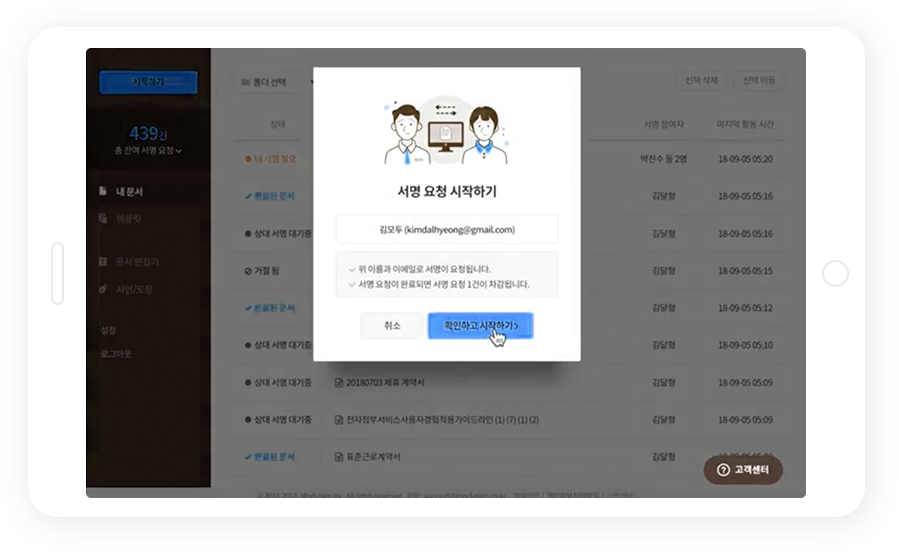 시작하기
439건
총 잔여 서명 요청
내 문서
템플릿
문서 편집기
사인/도장
설정
로그아웃
폴더 선택
선택 삭제
선택 이동
상태
서명 참여자
마지막 활동 시간
내 서명 필요
박진수 등 2명
18-09-05 05:20
완료된 문서
김달형
18-09-05 05:16
상대 서명 대기중
김달형
18-09-05 05:16
거절 됨
김달형
18-09-05 05:15
완료된 문서
김달형
18-09-05 05:12
상대 서명 대기중
김달형
18-09-05 05:10
상대 서명 대기중
20180703 제휴 계약서
김달형
18-09-05 05:09
상대 서명 대기중
전자정부서비스사용자경험적용가이드라인 (1) (7) (1) (2)
김달형
18-09-05 05:09
완료된 문서
표준근로계약서
김달형
서명 요청 시작하기
김모두 (kimdalhyeong@gmail.com)
위 이름과 이메일로 서명이 요청됩니다.
서명 요청이 완료되면 서명 요청 1건이 차감됩니다.
취소
확인하고 시작하기
고객센터